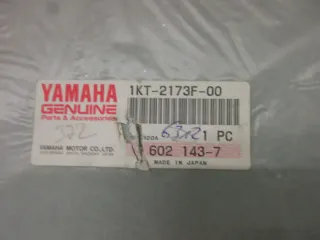 YAMAHA
GENUINE
Parts & Accessories
1KT-2173F-00
1 PC
602 143-7
YAMAHA MOTOR CO., LTD.
MADE IN JAPAN